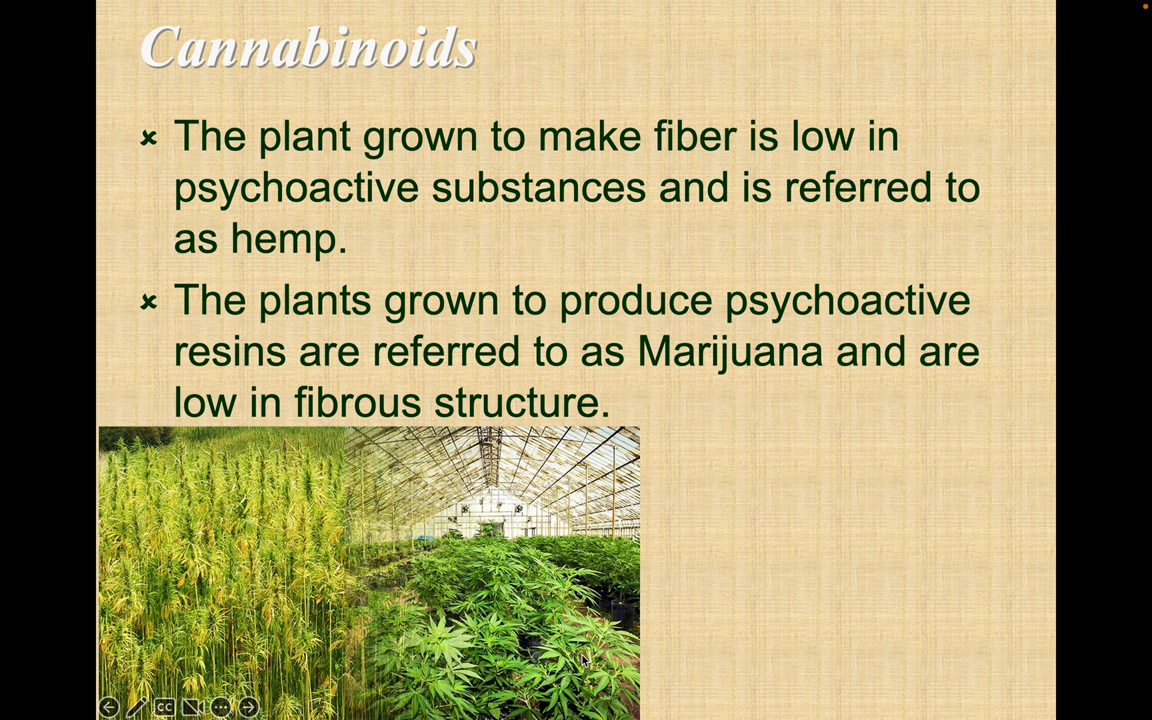 Cannabinoids
The plant grown to make fiber is low in
psychoactive substances and is referred to
as hemp.
The plants grown to produce psychoactive
resins are referred to as Marijuana and are
low in fibrous structure.
CC